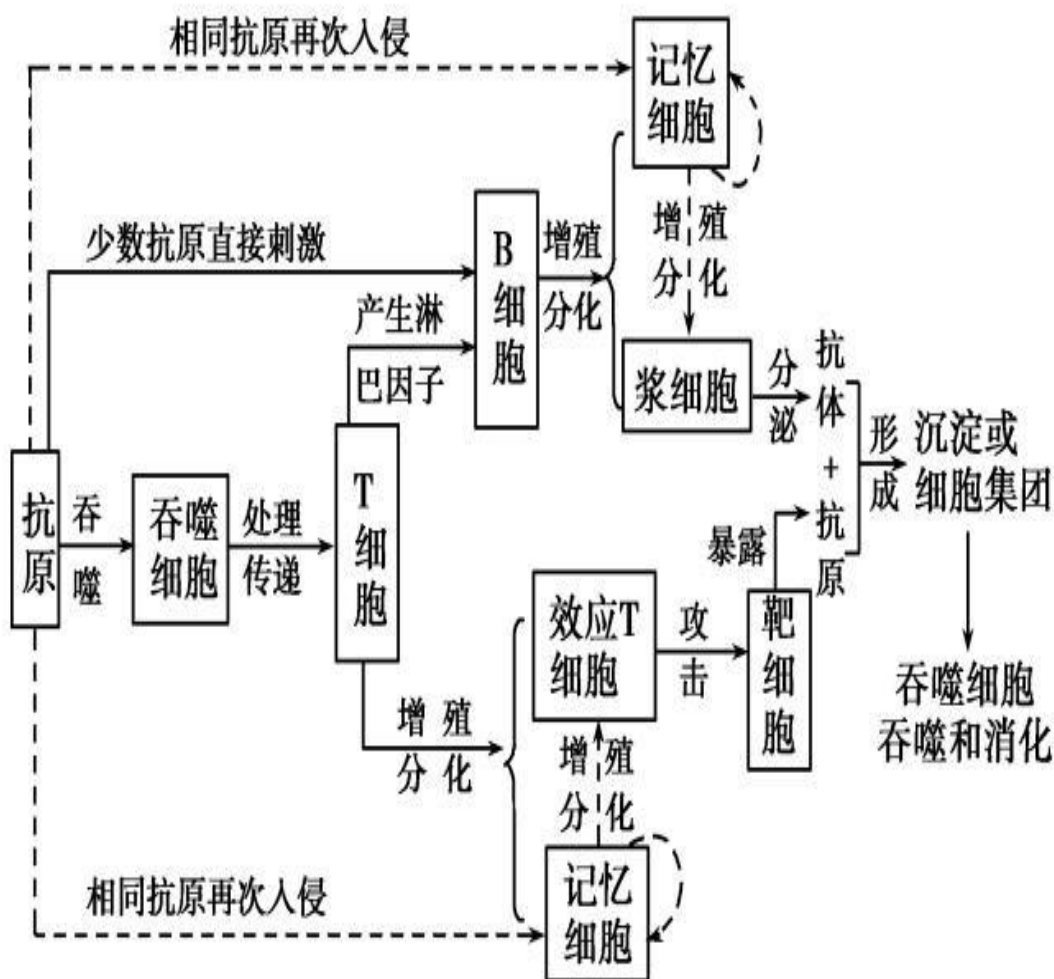 相同抗原再次入侵
记忆
细胞
增殖
分化
少数抗原直接刺激
B
细
胞
增殖
分化
产生淋
巴因子
浆细胞
分
泌
抗
体
+
抗
原
形
成
沉淀或
细胞集团
抗
原
吞
噬
吞噬
细胞
处理
传递
T
细
胞
暴露
效应T
细胞
攻
击
靶
细
胞
吞噬细胞
吞噬和消化
增殖
分化
增殖
分化
相同抗原再次入侵
记忆
细胞